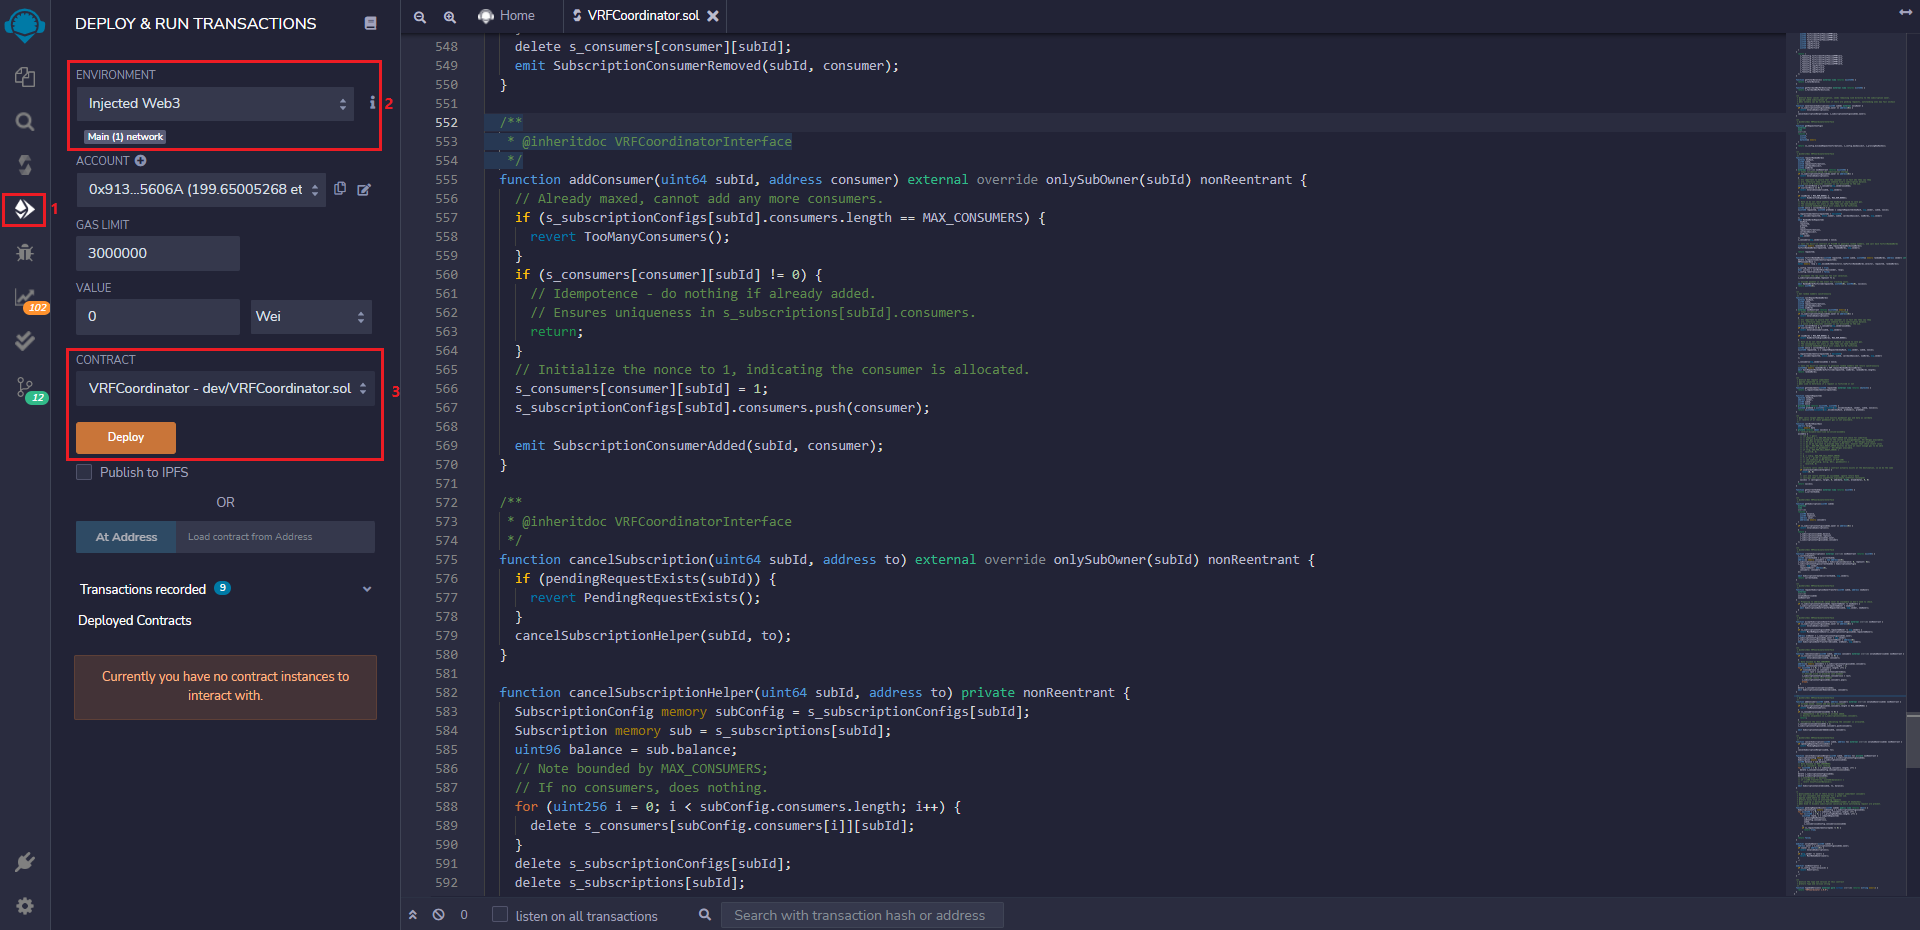 DEPLOY & RUN TRANSACTIONS
ENVIRONMENT
Injected Web3
2
Main (1) network
ACCOUNT
0x913...5606A (199.65005268 et
1
GAS LIMIT
3000000
VALUE
0
Wei
102
CONTRACT
VRFCoordinator - dev/VRFCoordinator.sol
3
12
Deploy
Publish to IPFS
OR
At Address
Load contract from Address
Transactions recorded 9
Deployed Contracts
Currently you have no contract instances to
interact with.
Home
VRFCoordinator.sol
548 delete s_consumers[consumer][subId];
549 emit SubscriptionConsumerRemoved(subId, consumer);
550 }
551
552 /**
553 * @inheritdoc VRFCoordinatorInterface
554 */
555 function addConsumer(uint64 subId, address consumer) external override onlySubOwner(subId) nonReentrant {
556 // Already maxed, cannot add any more consumers.
557 if (s_subscriptionConfigs[subId].consumers.length == MAX_CONSUMERS) {
558 revert TooManyConsumers();
559 }
560 if (s_consumers[consumer][subId] != 0) {
561 // Idempotence - do nothing if already added.
562 // Ensures uniqueness in s_subscriptions[subId].consumers.
563 return;
564 }
565 // Initialize the nonce to 1, indicating the consumer is allocated.
566 s_consumers[consumer][subId] = 1;
567 s_subscriptionConfigs[subId].consumers.push(consumer);
568
569 emit SubscriptionConsumerAdded(subId, consumer);
570 }
571
572 /**
573 * @inheritdoc VRFCoordinatorInterface
574 */
575 function cancelSubscription(uint64 subId, address to) external override onlySubOwner(subId) nonReentrant {
576 if (pendingRequestExists(subId)) {
577 revert PendingRequestExists();
578 }
579 cancelSubscriptionHelper(subId, to);
580 }
581
582 function cancelSubscriptionHelper(uint64 subId, address to) private nonReentrant {
583 SubscriptionConfig memory subConfig = s_subscriptionConfigs[subId];
584 Subscription memory sub = s_subscriptions[subId];
585 uint96 balance = sub.balance;
586 // Note bounded by MAX_CONSUMERS;
587 // If no consumers, does nothing.
588 for (uint256 i = 0; i < subConfig.consumers.length; i++) {
589 delete s_consumers[subConfig.consumers[i]][subId];
590 }
591 delete s_subscriptionConfigs[subId];
592 delete s_subscriptions[subId];
0
listen on all transactions
Search with transaction hash or address